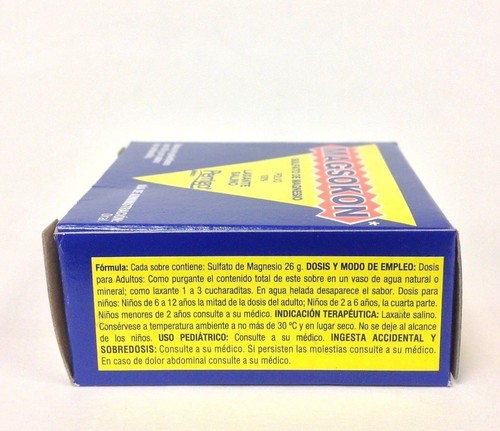 MAGSOKON*
SULFATO DE MAGNESIO
POLVO
LAXANTE
SALINO
Fórmula: Cada sobre contiene: Sulfato de Magnesio 26 g. DOSIS Y MODO DE EMPLEO: Dosis
para Adultos: Como purgante el contenido total de este sobre en un vaso de agua natural o
mineral; como laxante 1 a 3 cucharaditas. En agua helada desaparece el sabor. Dosis para
niños: Niños de 6 a 12 años la mitad de la dosis del adulto; Niños de 2 a 6 años, la cuarta parte.
Niños menores de 2 años consulte a su médico. INDICACIÓN TERAPÉUTICA: Laxante salino.
Consérvese a temperatura ambiente a no más de 30 ºC y en lugar seco. No se deje al alcance
de los niños. USO PEDIÁTRICO: Consulte a su médico. INGESTA ACCIDENTAL Y
SOBREDOSIS: Consulte a su médico. Si persisten las molestias consulte a su médico.
En caso de dolor abdominal consulte a su médico.